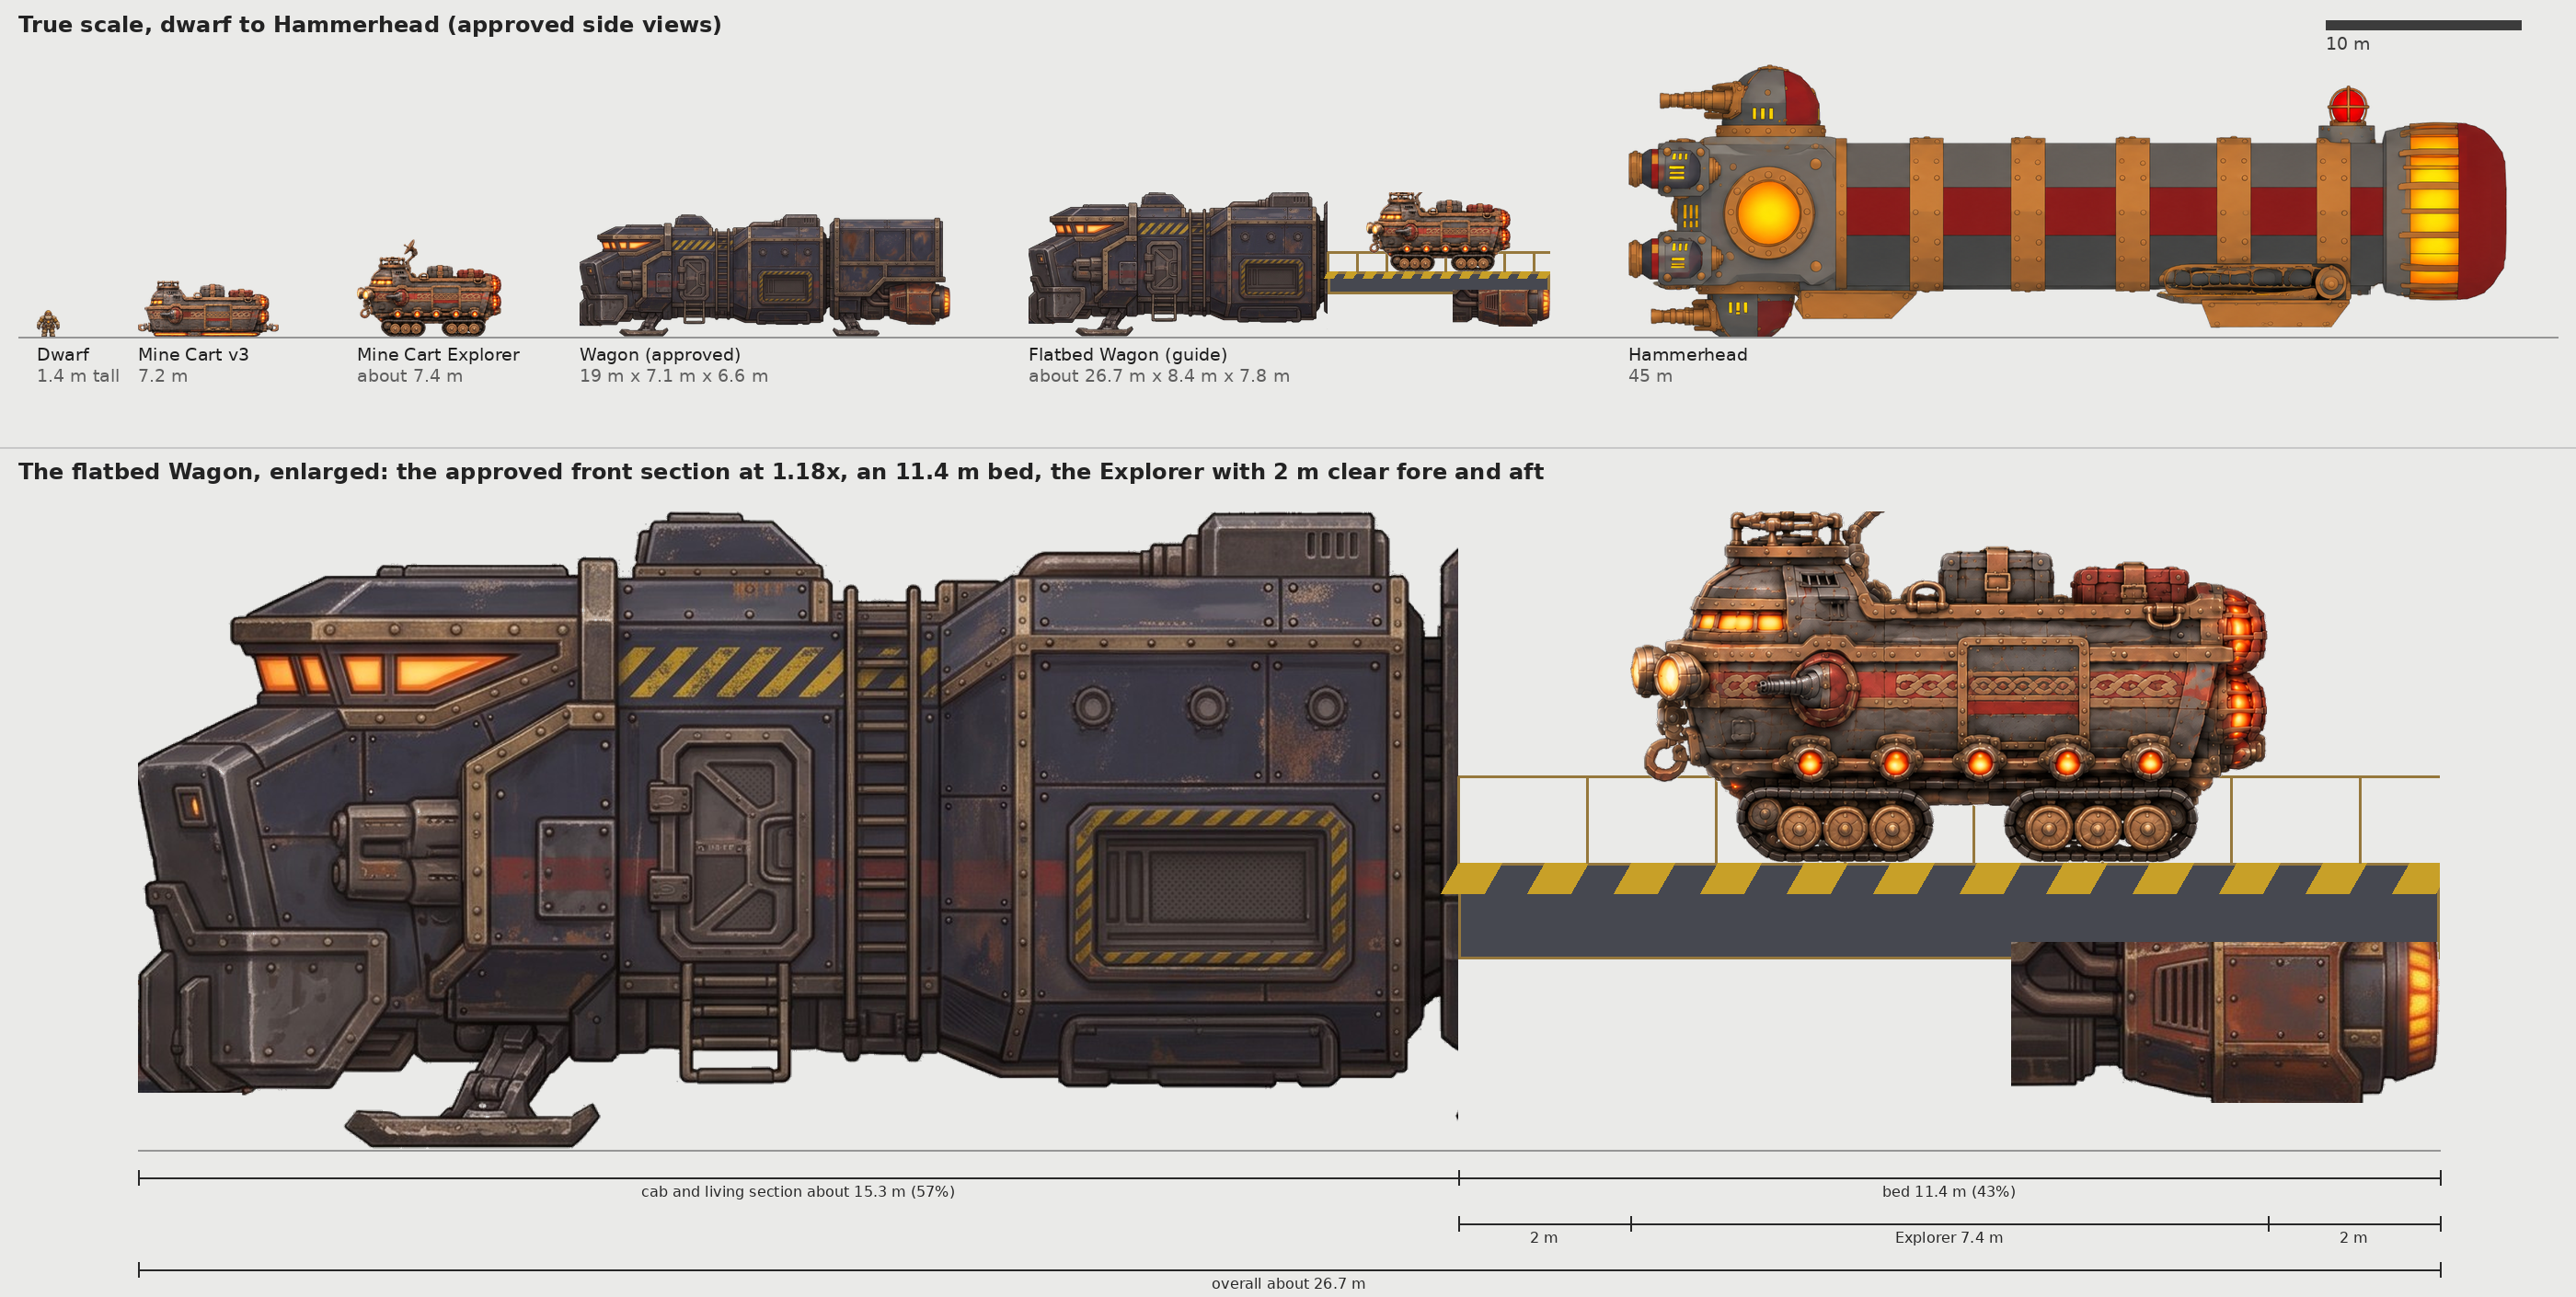 True scale, dwarf to Hammerhead (approved side views)
10 m
Dwarf
1.4 m tall
Mine Cart v3
7.2 m
Mine Cart Explorer
about 7.4 m
Wagon (approved)
19 m x 7.1 m x 6.6 m
Flatbed Wagon (guide)
about 26.7 m x 8.4 m x 7.8 m
Hammerhead
45 m
The flatbed Wagon, enlarged: the approved front section at 1.18x, an 11.4 m bed, the Explorer with 2 m clear fore and aft
cab and living section about 15.3 m (57%)
bed 11.4 m (43%)
2 m
Explorer 7.4 m
2 m
overall about 26.7 m